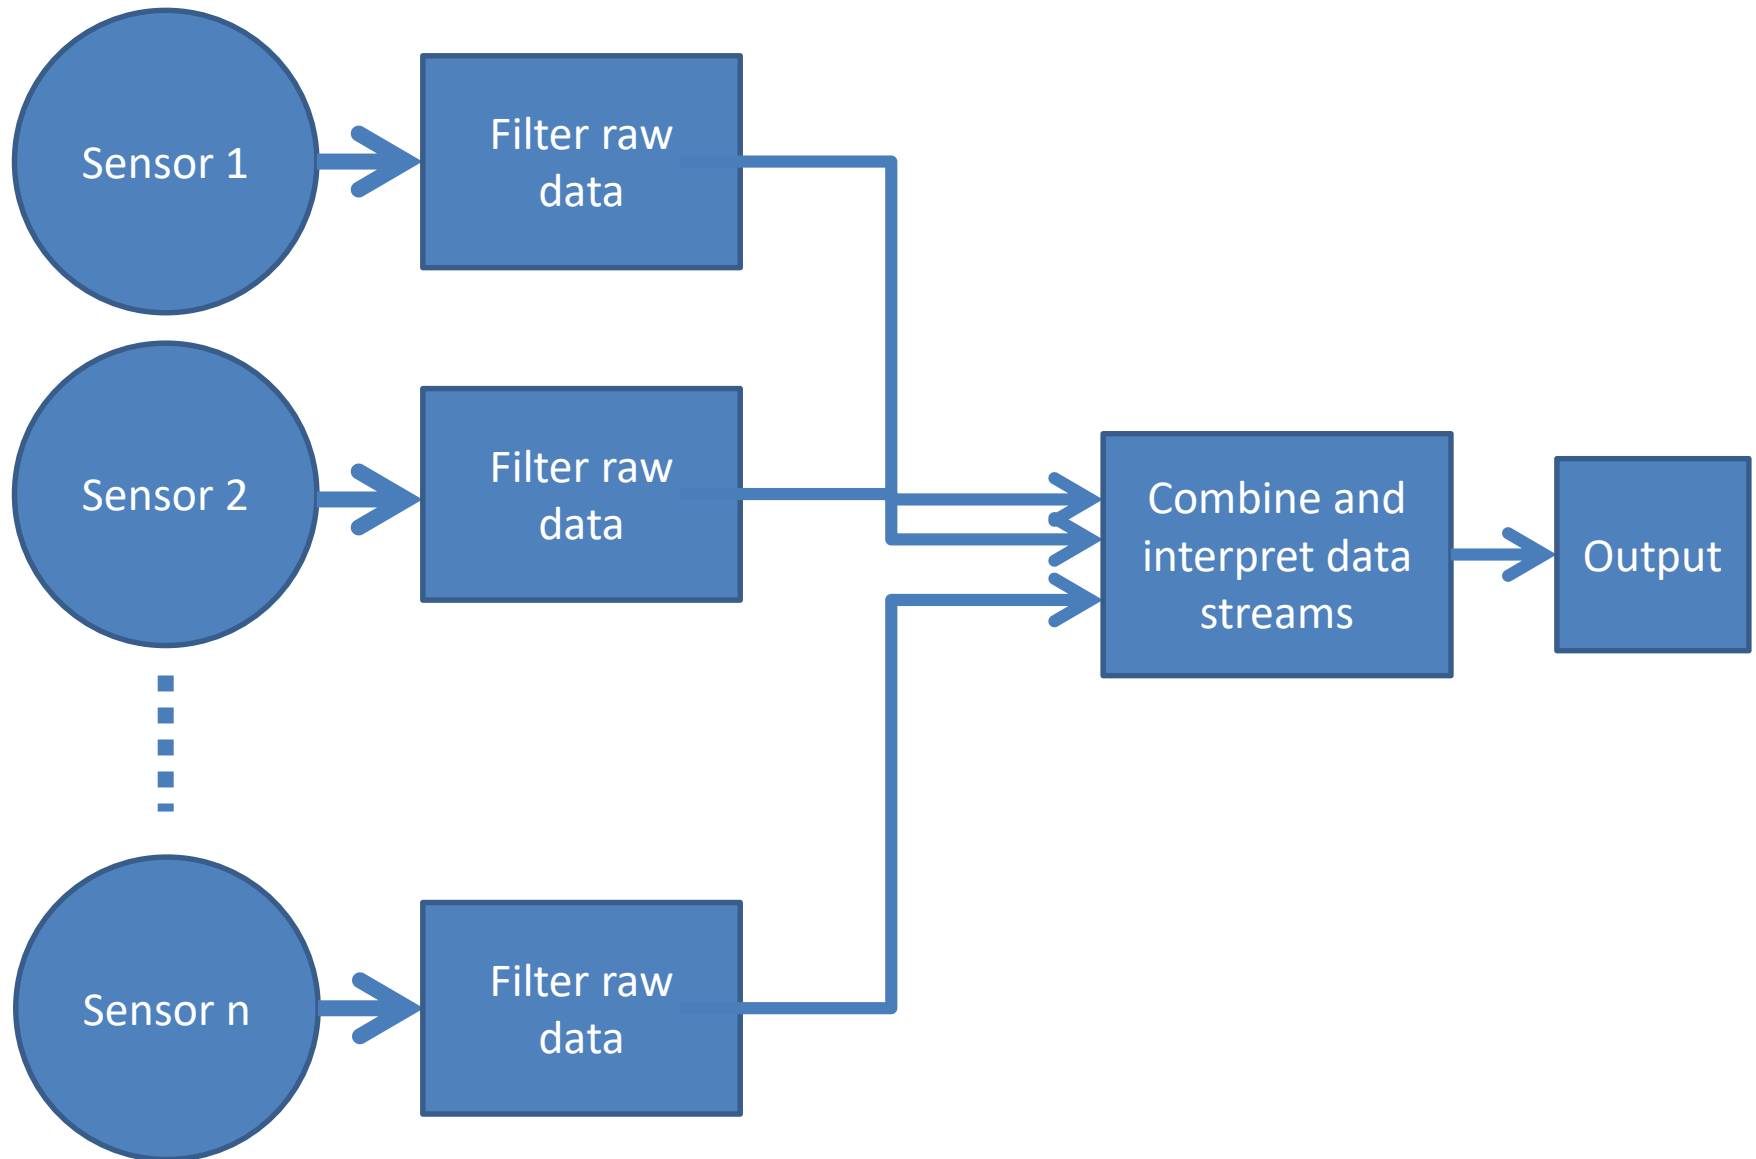 Sensor 1
Filter raw
data
Sensor 2
Filter raw
data
Combine and
interpret data
streams
Output
Sensor n
Filter raw
data